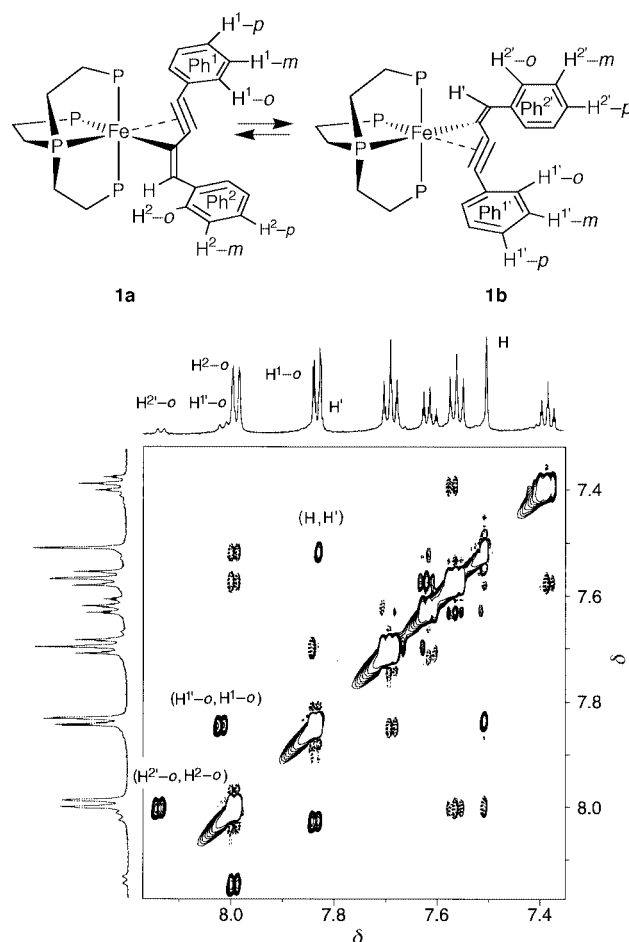 H¹–p
Ph¹
H¹–m
H¹–o
P
P
Fe
P
P
H
Ph²
H²–o
H²–m
H²–p
1a
H²'–o
H²'–m
H'
Ph²'
H²'–p
P
P
Fe
P
P
H¹'–o
Ph¹'
H¹'–m
H¹'–p
1b
H
H²–o
H¹–o
H²'–o
H¹'–o
H'
(H,H')
(H¹'–o, H¹–o)
(H²'–o, H²–o)
7.4
7.6
7.8
8.0
δ
8.0 7.8 7.6 7.4
δ